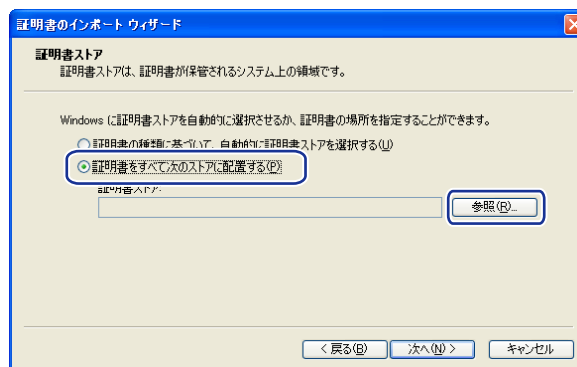 証明書のインポート ウィザード
証明書ストア
証明書ストアは、証明書が保管されるシステム上の領域です。
Windows に証明書ストアを自動的に選択させるか、証明書の場所を指定することができます。
証明書の種類に基づいて、自動的に証明書ストアを選択する(U)
証明書をすべて次のストアに配置する(P)
証明書ストア:
参照(R)...
< 戻る(B)
次へ(N) >
キャンセル